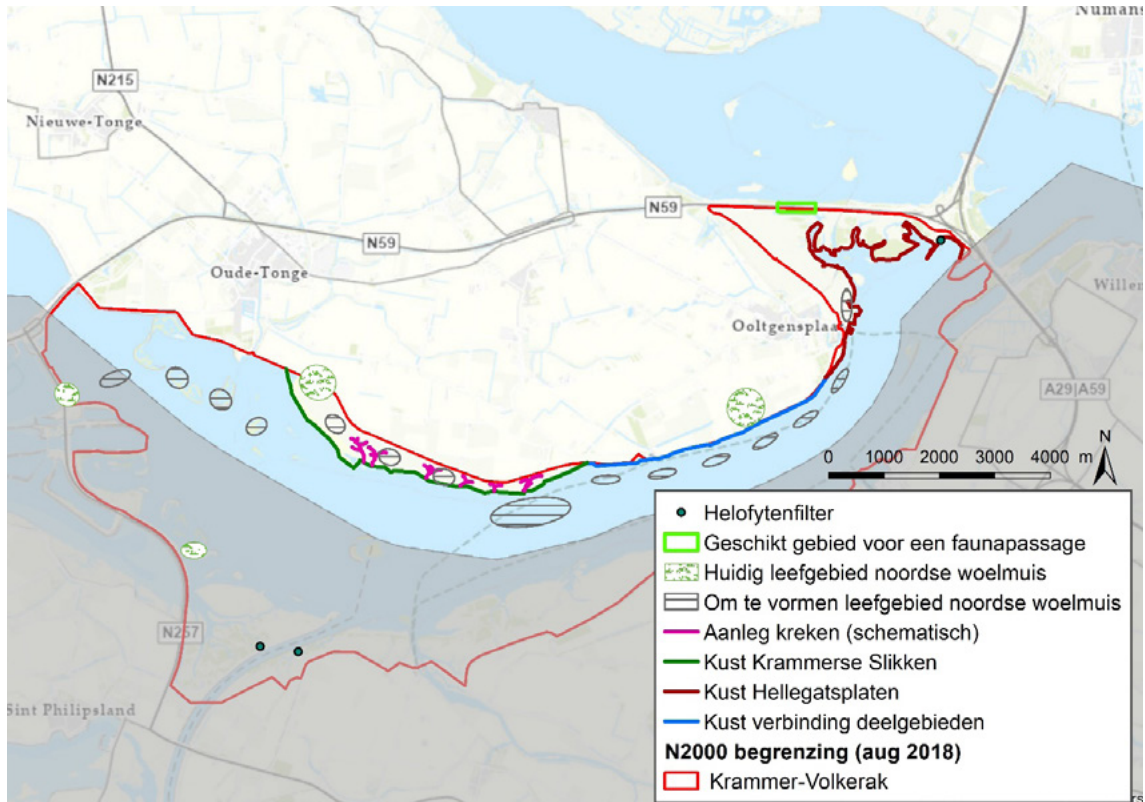 Numans
N215
Nieuwe-Tonge
N59
N59
Oude-Tonge
Willem
Ooltgensplaa
A29|A59
N
0 1000 2000 3000 4000
m
Helofytenfilter
Geschikt gebied voor een faunapassage
Huidig leefgebied noordse woelmuis
Om te vormen leefgebied noordse woelmuis
N257
Aanleg kreken (schematisch)
Kust Krammerse Slikken
Kust Hellegatsplaten
Sint Philipsland
Kust verbinding deelgebieden
N2000 begrenzing (aug 2018)
Krammer-Volkerak